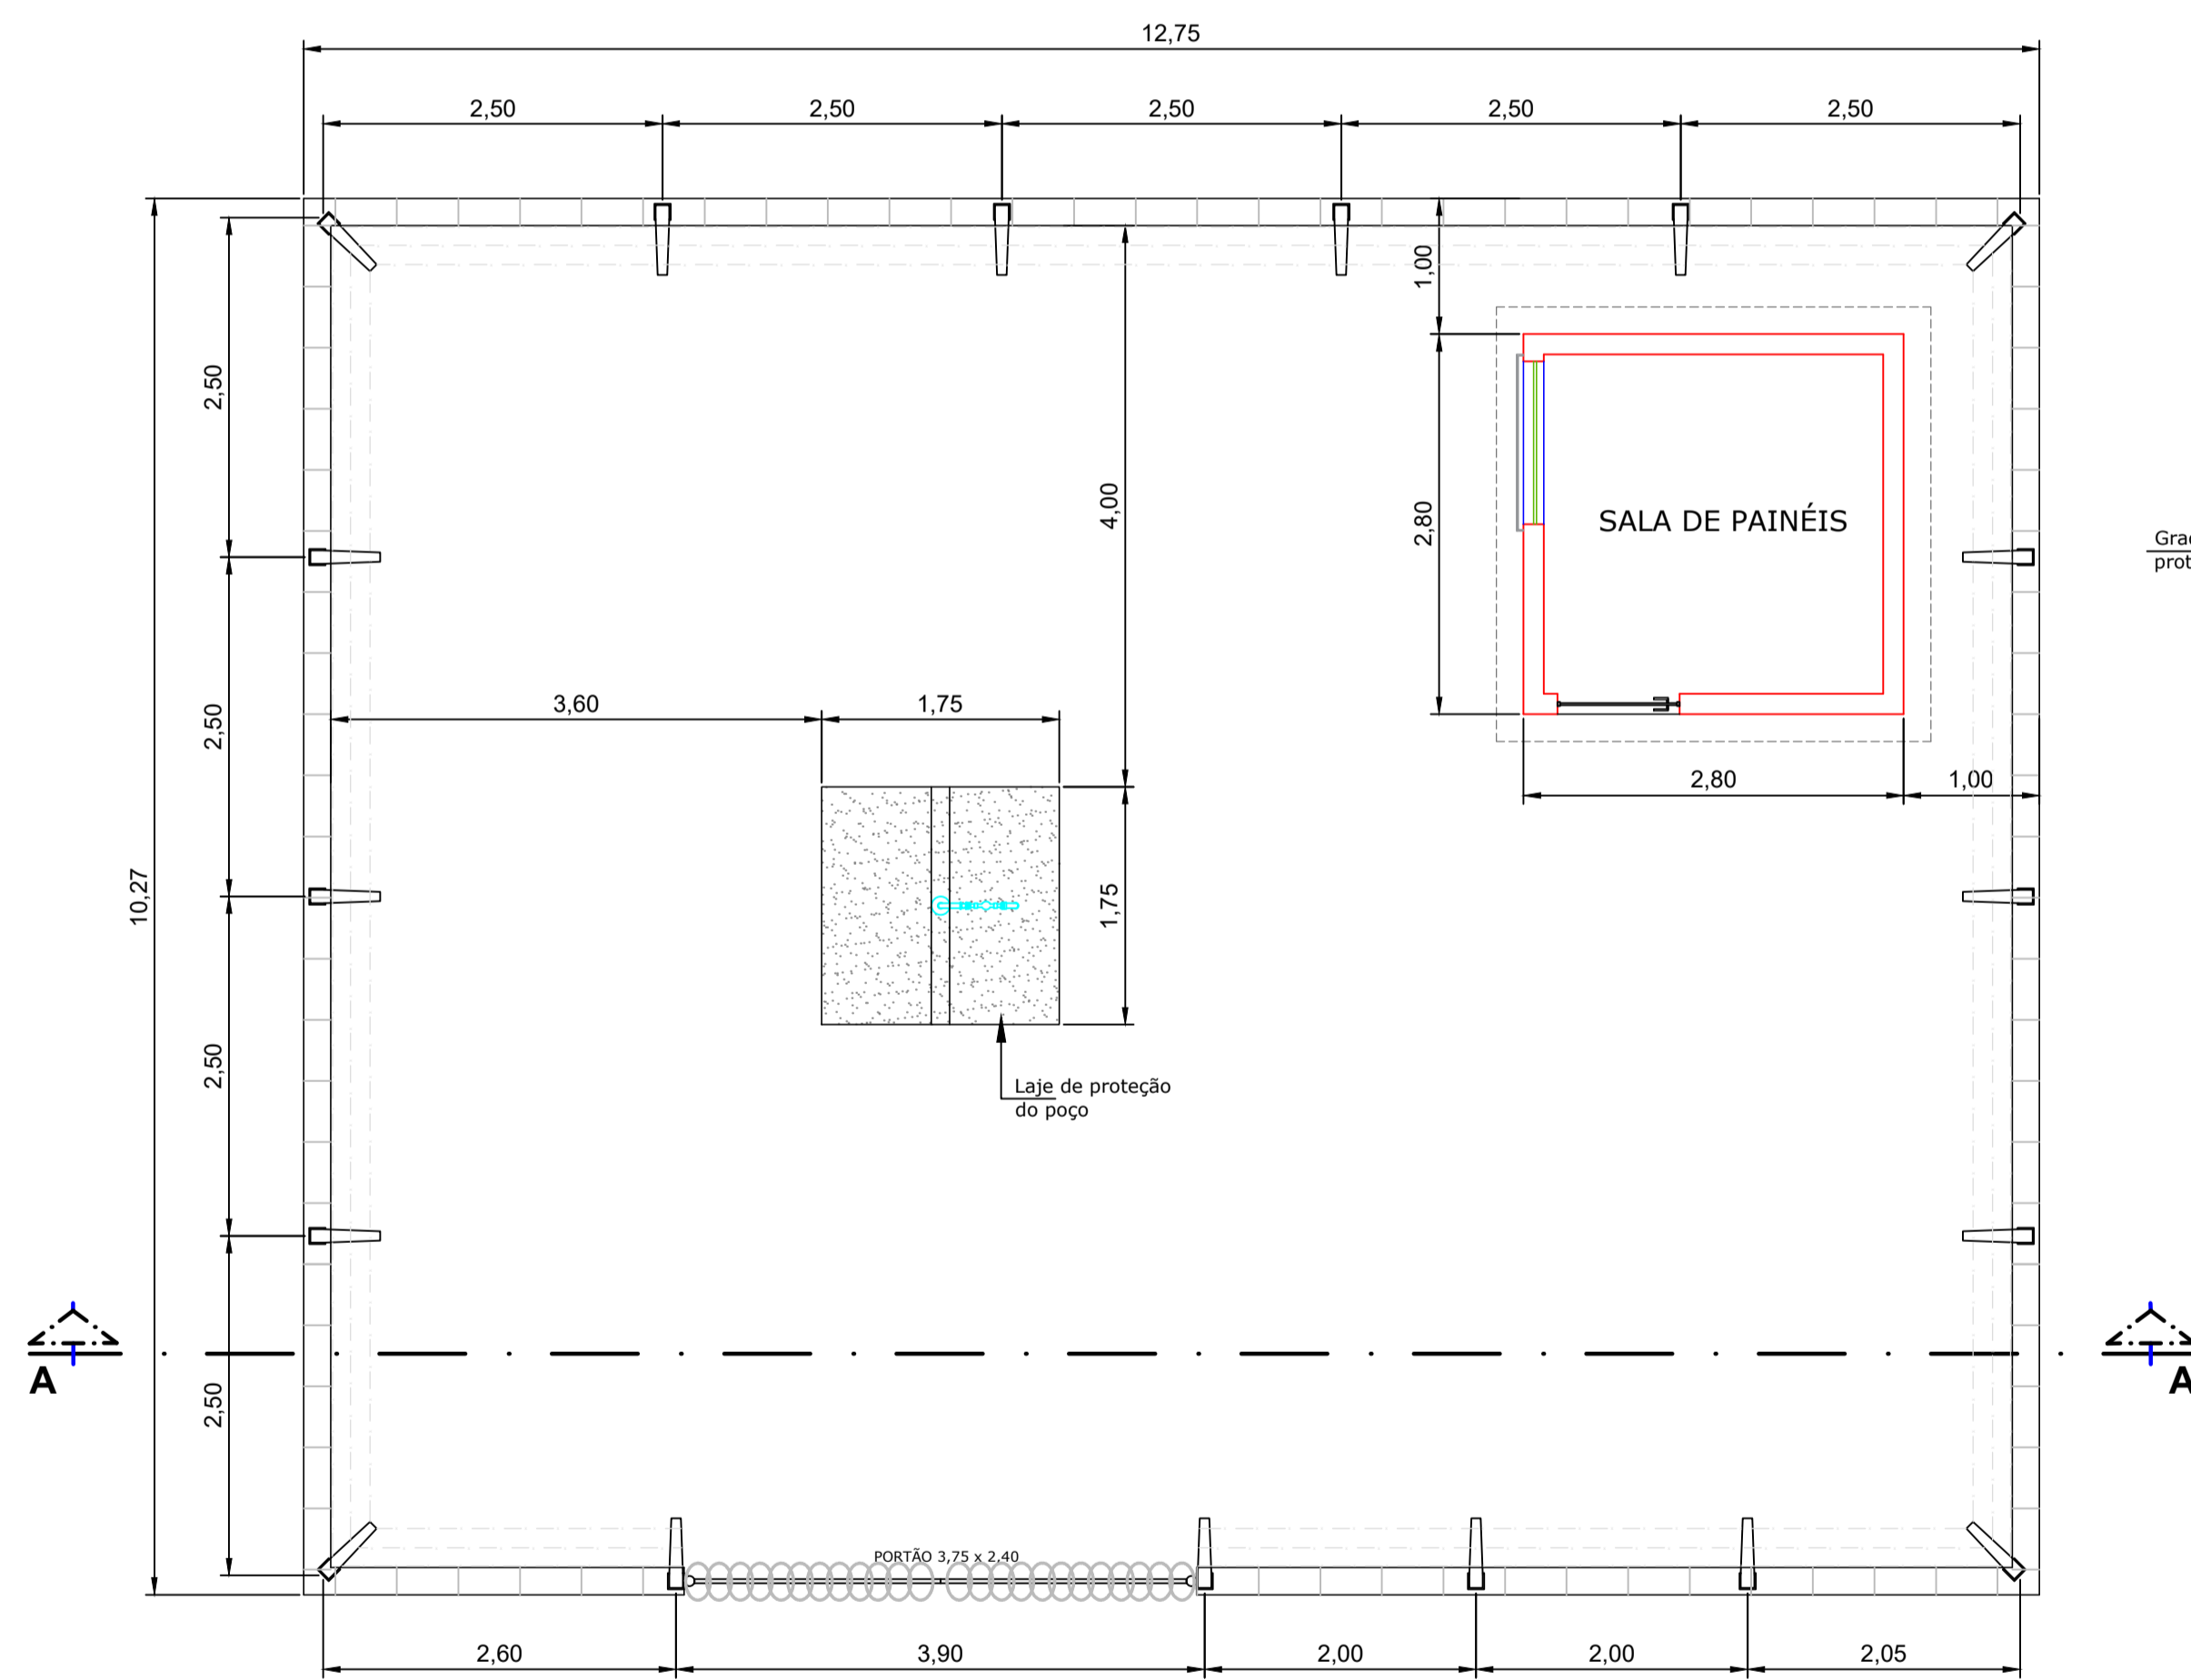 12,75
2,50 2,50 2,50 2,50 2,50
1,00
2,50
4,00
2,80
SALA DE PAINÉIS
3,60 1,75
2,50
2,80 1,00
10,27
1,75
2,50
Laje de proteção
do poço
A A
2,50
PORTÃO 3,75 x 2,40
2,60 3,90 2,00 2,00 2,05